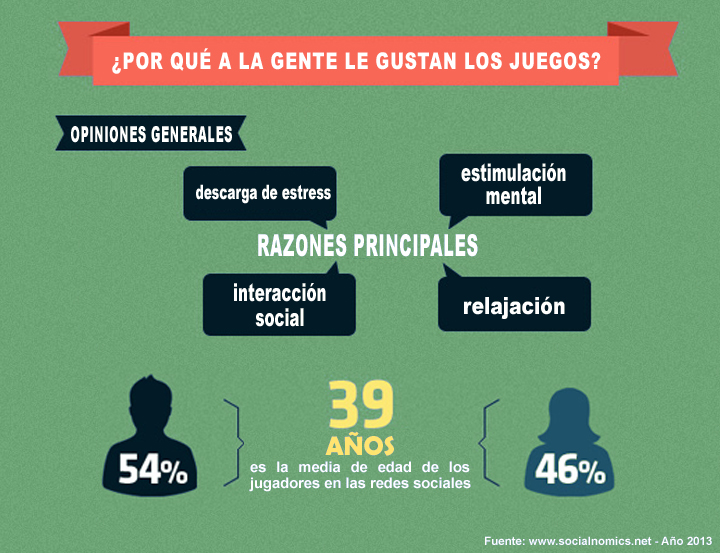 ¿POR QUÉ A LA GENTE LE GUSTAN LOS JUEGOS?
OPINIONES GENERALES
descarga de estress
estimulación
mental
RAZONES PRINCIPALES
interacción
social
relajación
54%
39
AÑOS
es la media de edad de los
jugadores en las redes sociales
46%
Fuente: www.socialnomics.net - Año 2013